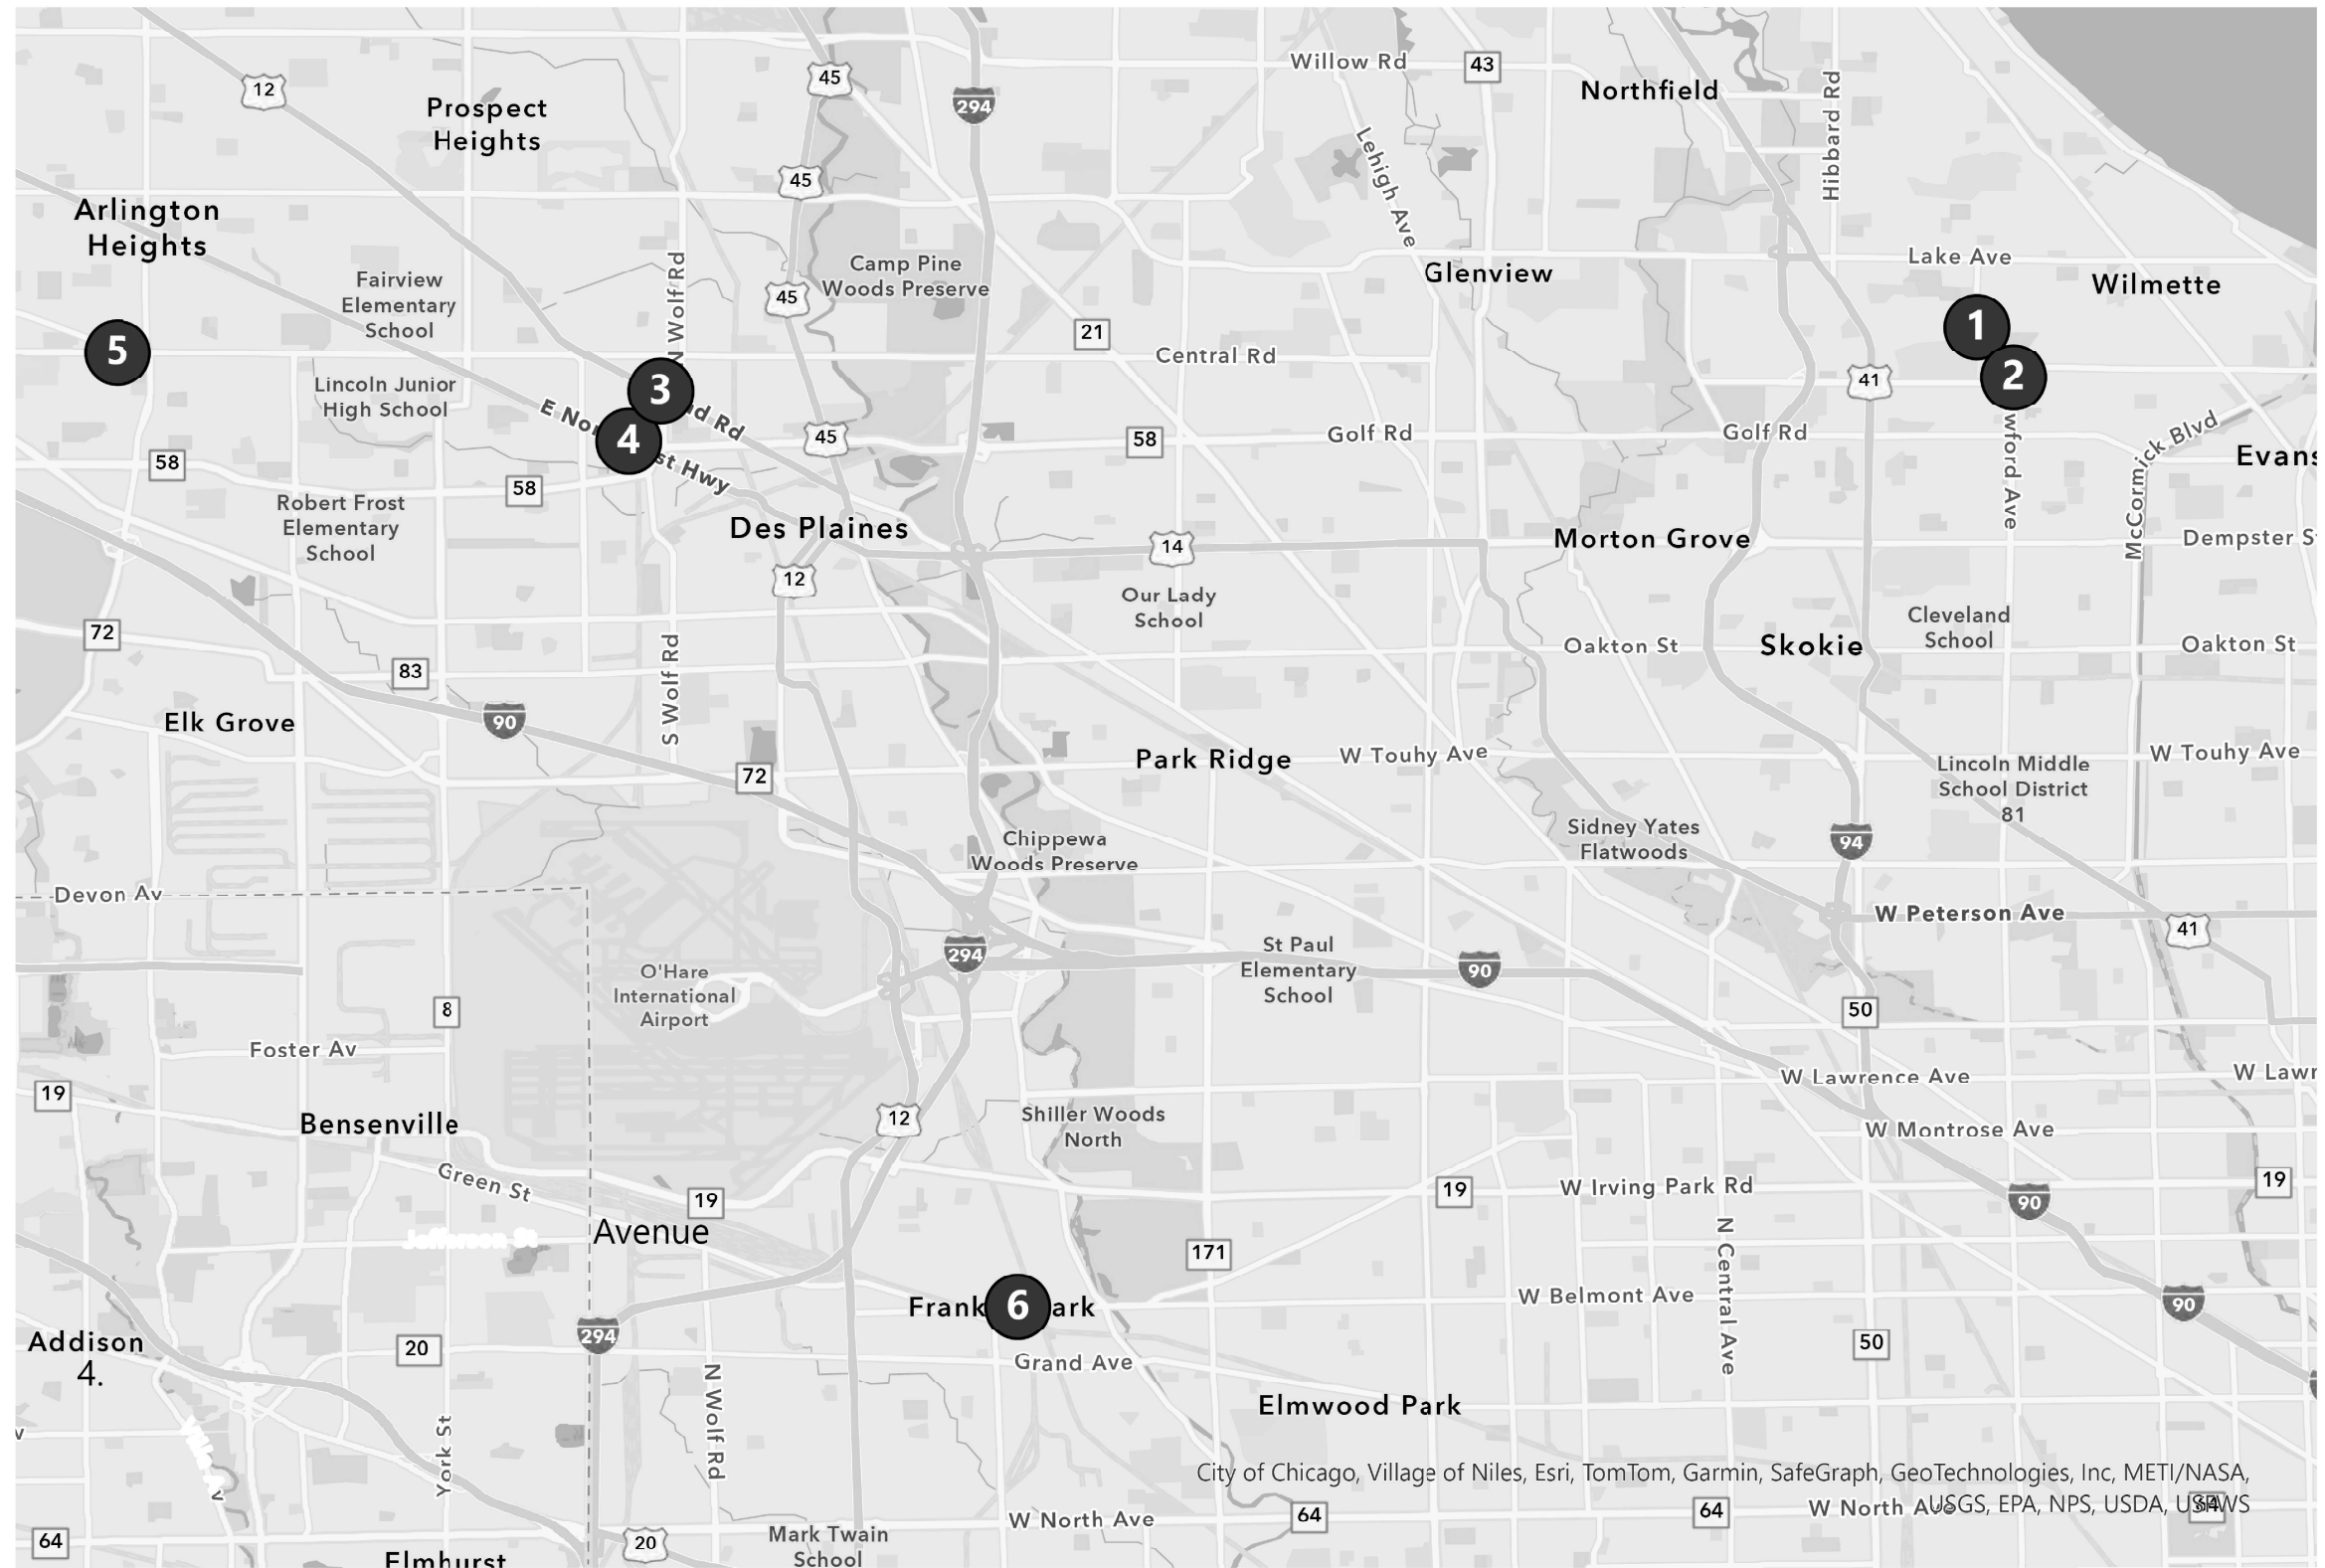 Willow Rd
43
45
12
294
Northfield
Prospect
Heights
Hibbard Rd
Lehigh Ave
45
Arlington
Heights
Lake Ave
Camp Pine
Woods Preserve
Glenview
Wilmette
Fairview
Elementary
School
N Wolf Rd
45
1
21
5
Central Rd
2
41
Lincoln Junior
High School
3
4
45
58
Golf Rd
Golf Rd
McCormick Blvd
58
58
Robert Frost
Elementary
School
Des Plaines
14
Morton Grove
12
Our Lady
School
Cleveland
School
72
Oakton St
Skokie
Oakton St
83
S Wolf Rd
Elk Grove
90
72
Park Ridge
W Touhy Ave
W Touhy Ave
Lincoln Middle
School District
81
Chippewa
Woods Preserve
Sidney Yates
Flatwoods
94
Devon Av
W Peterson Ave
41
294
St Paul
Elementary
School
90
O'Hare
International
Airport
8
50
Foster Av
19
W Lawrence Ave
Bensenville
12
Shiller Woods
North
W Montrose Ave
Green St
19
19
W Irving Park Rd
19
90
Avenue
Jefferson St
171
N Central Ave
6
W Belmont Ave
90
Addison
4.
20
294
50
Grand Ave
N Wolf Rd
York St
Elmwood Park
City of Chicago, Village of Niles, Esri, TomTom, Garmin, SafeGraph, GeoTechnologies, Inc, METI/NASA,
USGS, EPA, NPS, USDA, USFWS
W North Ave
64
64
W North Ave
64
64
20
Mark Twain
School
Elmhurst